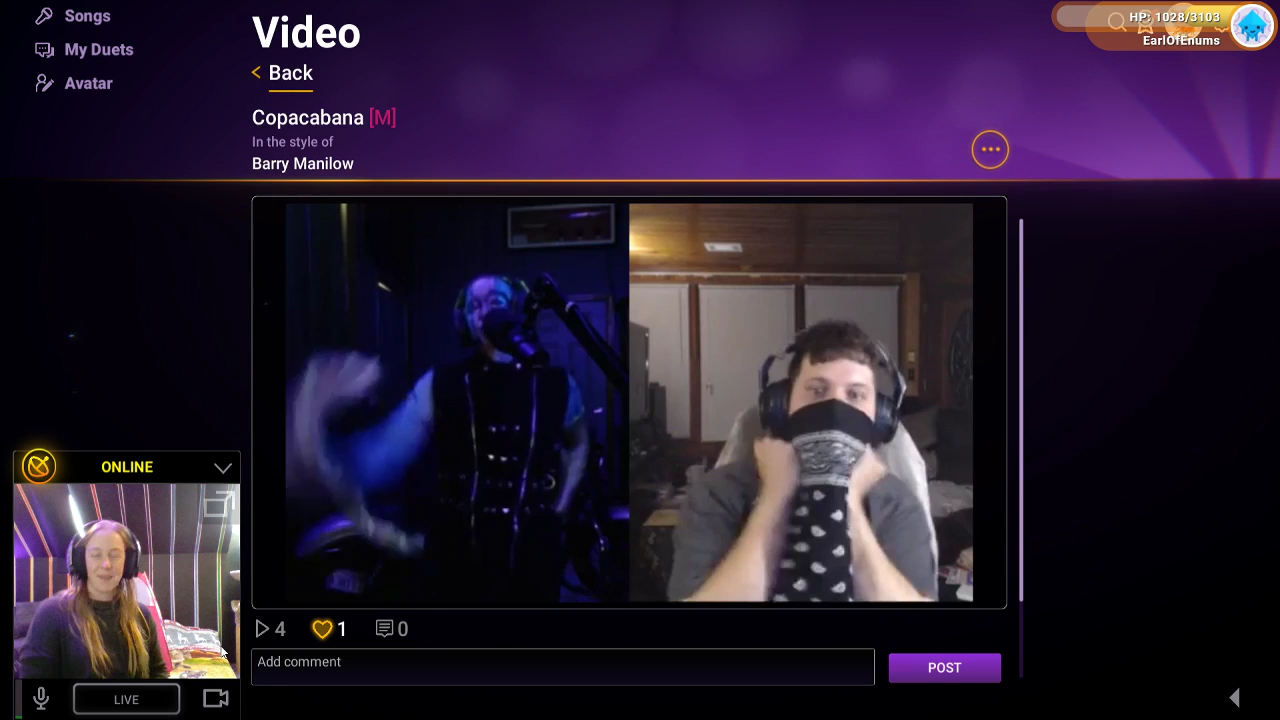 Songs
My Duets
Avatar
Video
< Back
Copacabana [M]
In the style of
Barry Manilow
HP: 1028/3103
EarlOfEnums
ONLINE
LIVE
4
1
0
Add comment
POST